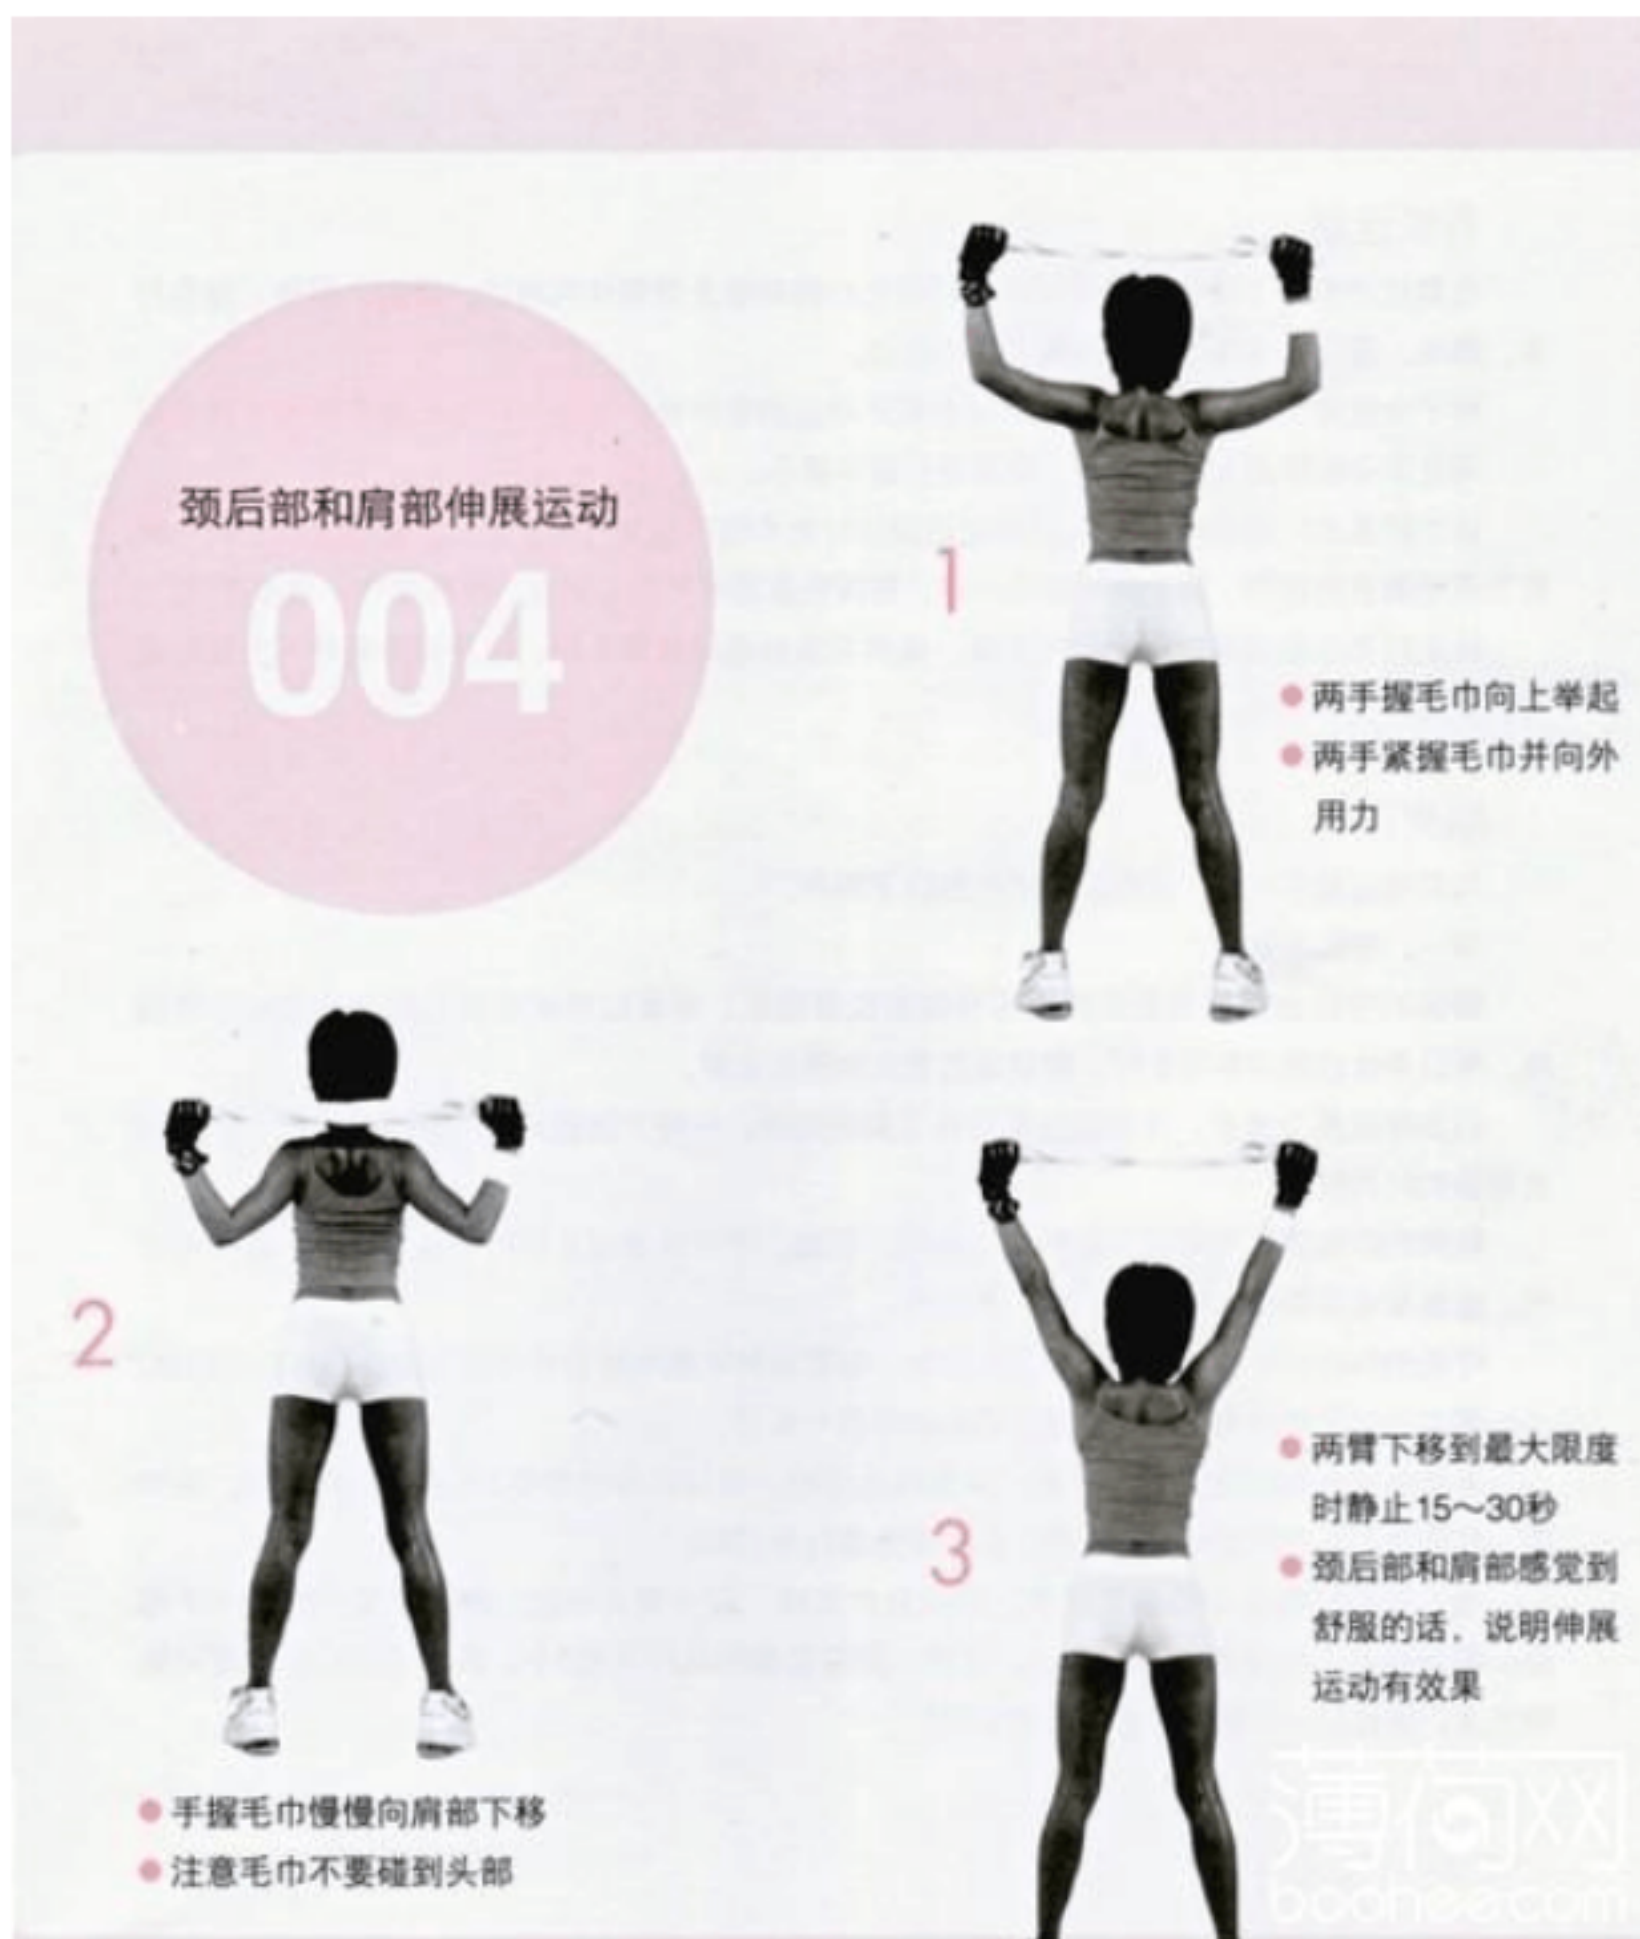 颈后部和肩部伸展运动
004
1
两手握毛巾向上举起
两手紧握毛巾并向外
用力
2
手握毛巾慢慢向肩部下移
注意毛巾不要碰到头部
3
两臂下移到最大限度
时静止15～30秒
颈后部和肩部感觉到
舒服的话，说明伸展
运动有效果
薄荷网
boohee.com